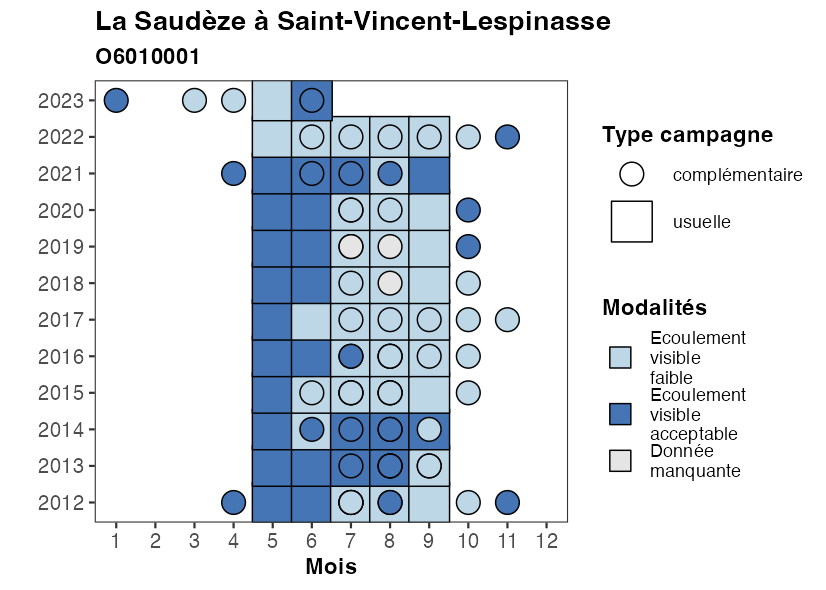 La Saudèze à Saint-Vincent-Lespinasse
O6010001
2023
2022
2021
2020
2019
2018
2017
2016
2015
2014
2013
2012
1 2 3 4 5 6 7 8 9 10 11 12
Mois
Type campagne
complémentaire
usuelle
Modalités
Ecoulement
visible
faible
Ecoulement
visible
acceptable
Donnée
manquante